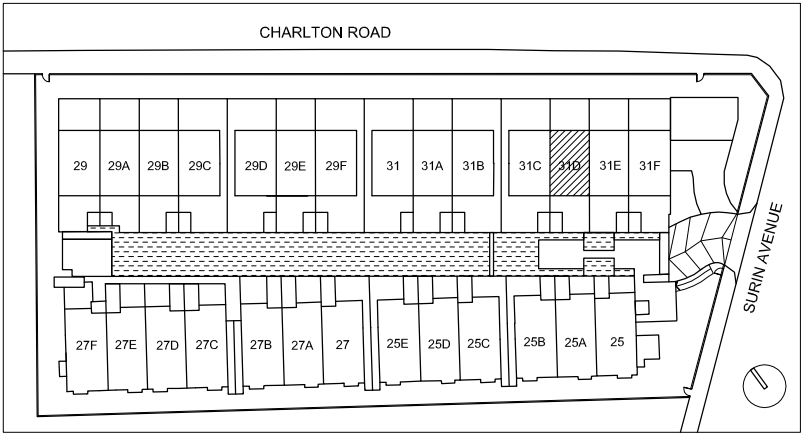 CHARLTON ROAD
29 29A 29B 29C 29D 29E 29F 31 31A 31B 31C 31D 31E 31F
SURIN AVENUE
27F 27E 27D 27C 27B 27A 27 25E 25D 25C 25B 25A 25